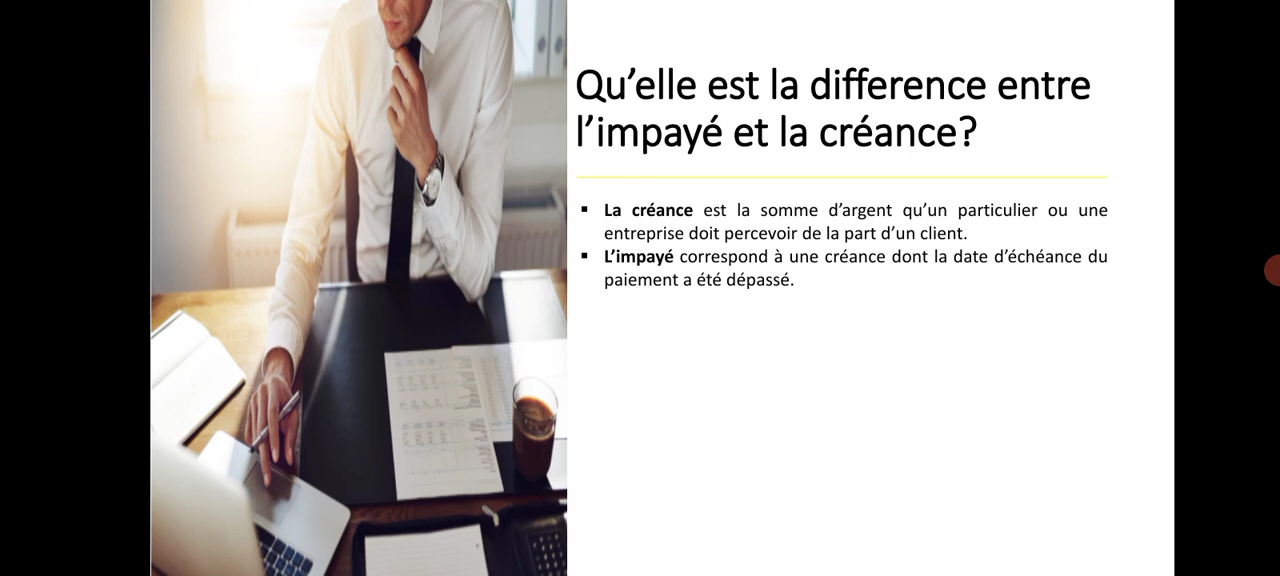 Qu’elle est la difference entre
l’impayé et la créance?
▪ La créance est la somme d’argent qu’un particulier ou une
entreprise doit percevoir de la part d’un client.
▪ L’impayé correspond à une créance dont la date d’échéance du
paiement a été dépassé.